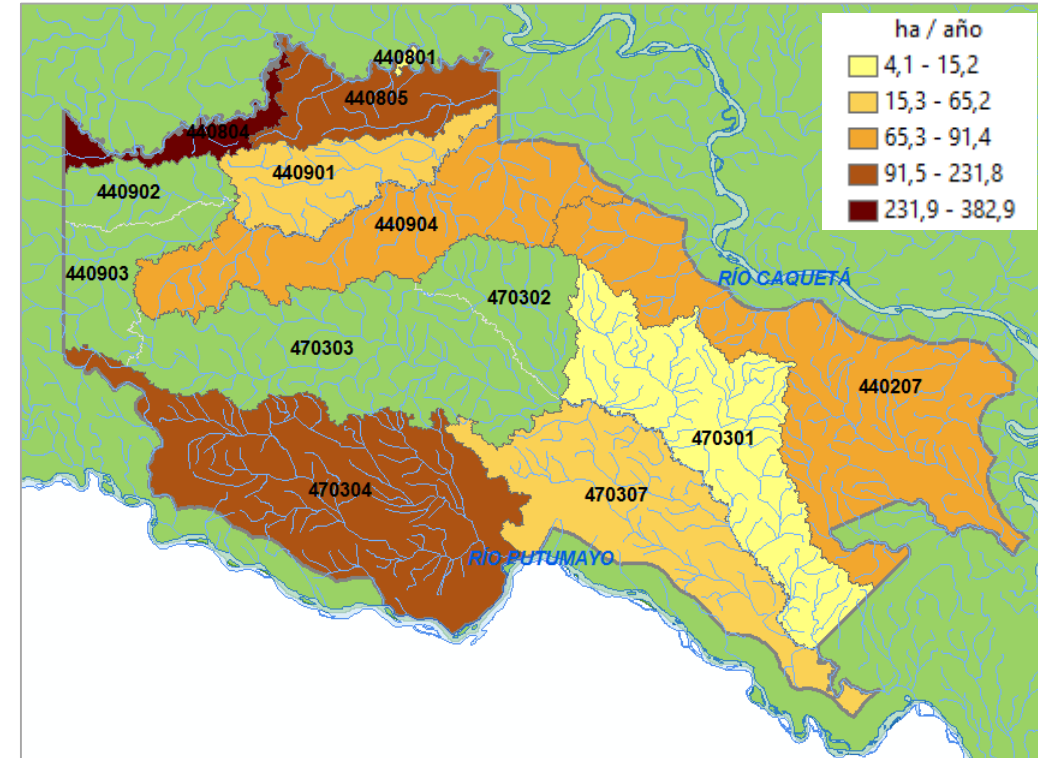 ha / año
4,1 - 15,2
15,3 - 65,2
65,3 - 91,4
91,5 - 231,8
231,9 - 382,9
440801
440805
440804
440901
440902
440904
440903
RÍO CAQUETÁ
470302
470303
440207
470301
470304
470307
RÍO PUTUMAYO